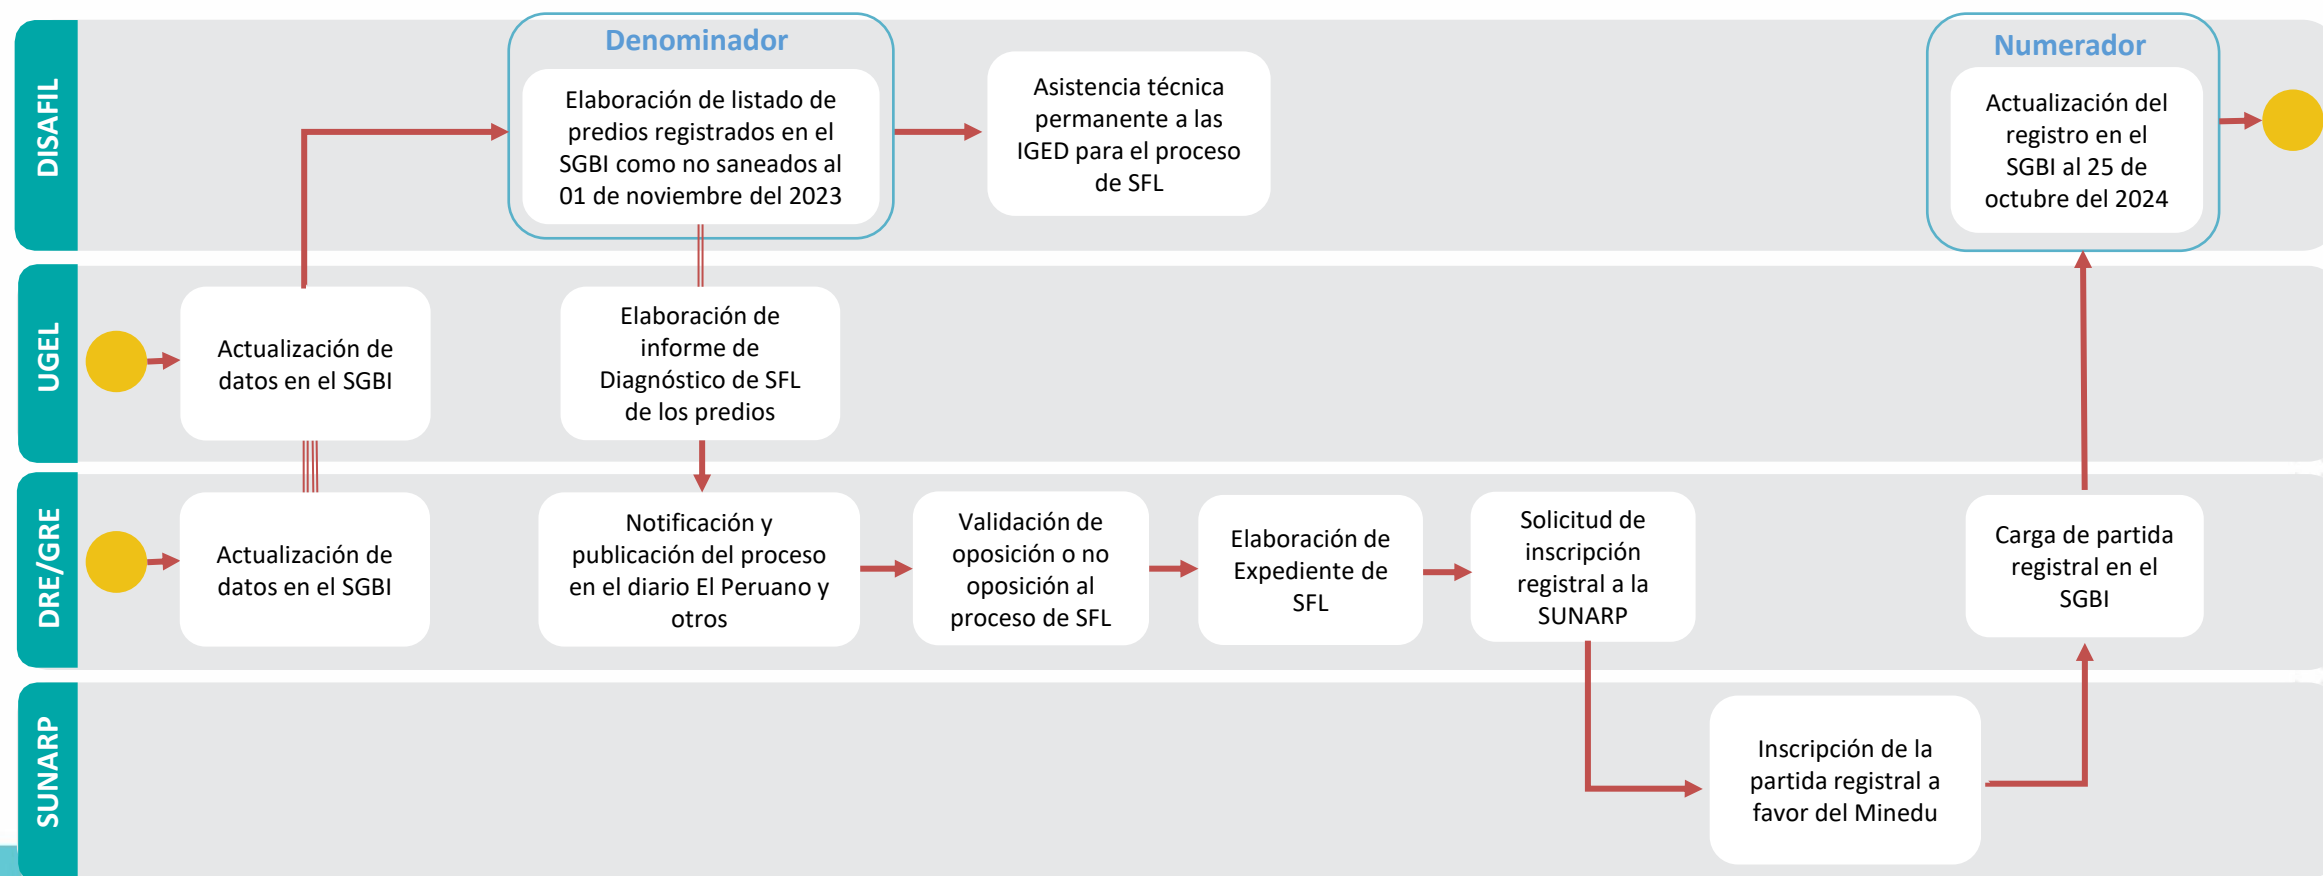 DISAFIL
Denominador
Elaboración de listado de
predios registrados en el
SGBI como no saneados al
01 de noviembre del 2023
Asistencia técnica
permanente a las
IGED para el proceso
de SFL
Numerador
Actualización del
registro en el
SGBI al 25 de
octubre del 2024
UGEL
Actualización de
datos en el SGBI
Elaboración de
informe de
Diagnóstico de SFL
de los predios
DRE/GRE
Actualización de
datos en el SGBI
Notificación y
publicación del proceso
en el diario El Peruano y
otros
Validación de
oposición o no
oposición al
proceso de SFL
Elaboración de
Expediente de
SFL
Solicitud de
inscripción
registral a la
SUNARP
Carga de partida
registral en el
SGBI
SUNARP
Inscripción de la
partida registral a
favor del Minedu